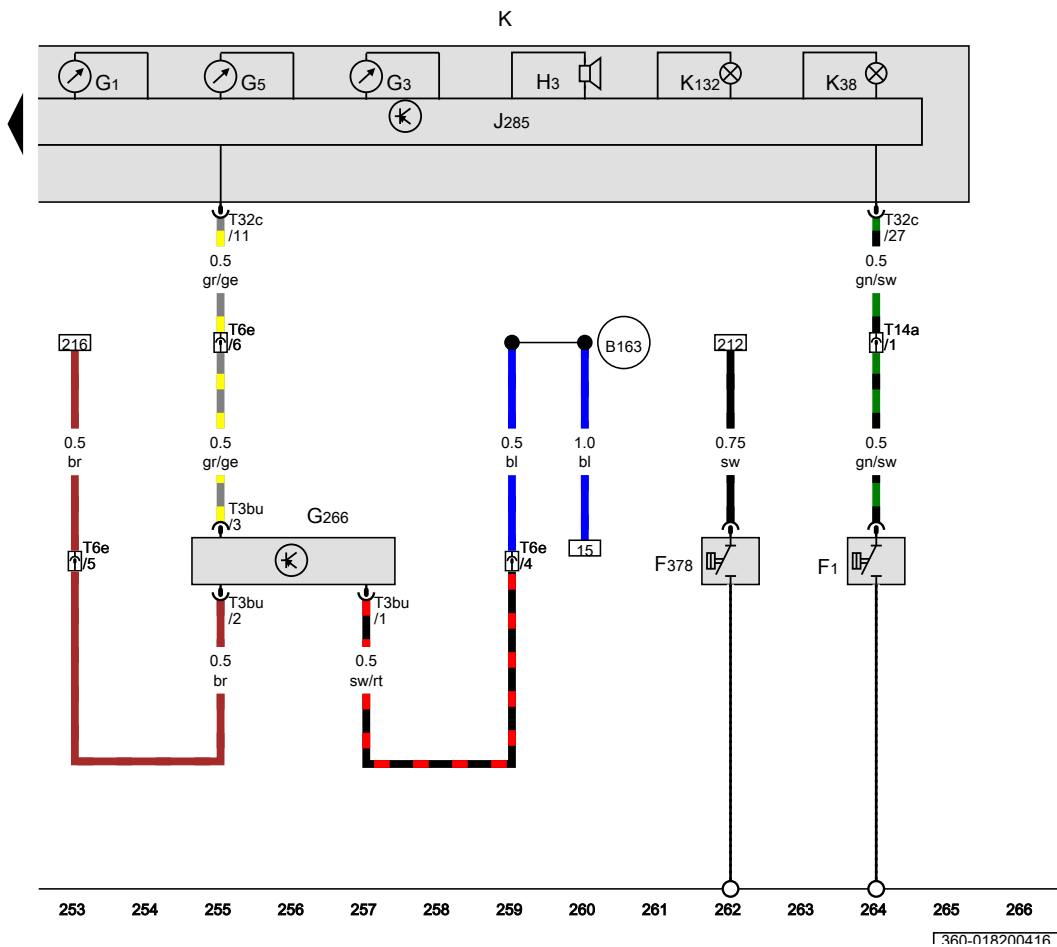 K
G1
G5
G3
H3
K132
K38
J285
T32c
/11
T32c
/27
0.5
gr/ge
0.5
gn/sw
216
T6e
/6
B163
212
T14a
/1
0.5
br
0.5
gr/ge
0.5
bl
1.0
bl
0.75
sw
0.5
gn/sw
T3bu
/3
G266
T6e
/5
T6e
/4
15
F378
F1
T3bu
/2
T3bu
/1
0.5
br
0.5
sw/rt
253 254 255 256 257 258 259 260 261 262 263 264 265 266
360-018200416